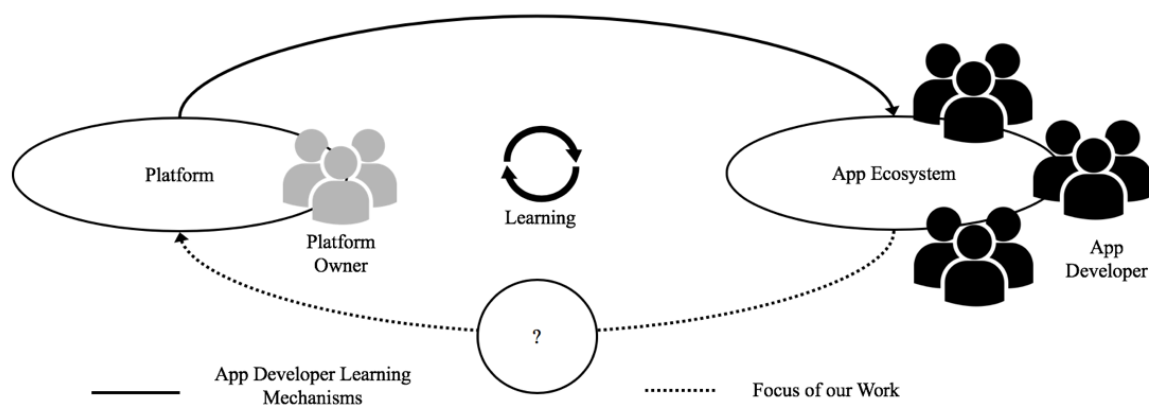 Platform
App Ecosystem
Learning
Platform
Owner
App
Developer
?
App Developer Learning
Mechanisms
Focus of our Work